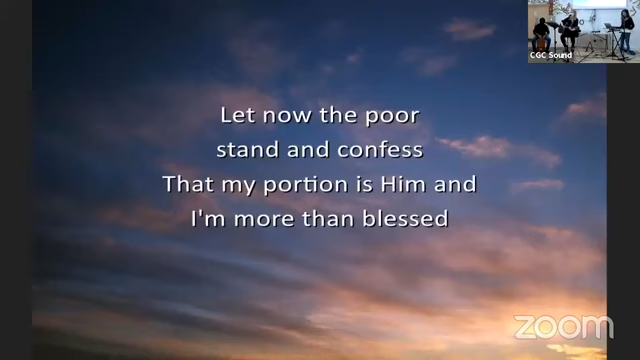 CGC Sound
Let now the poor
stand and confess
That my portion is Him and
I'm more than blessed
zoom